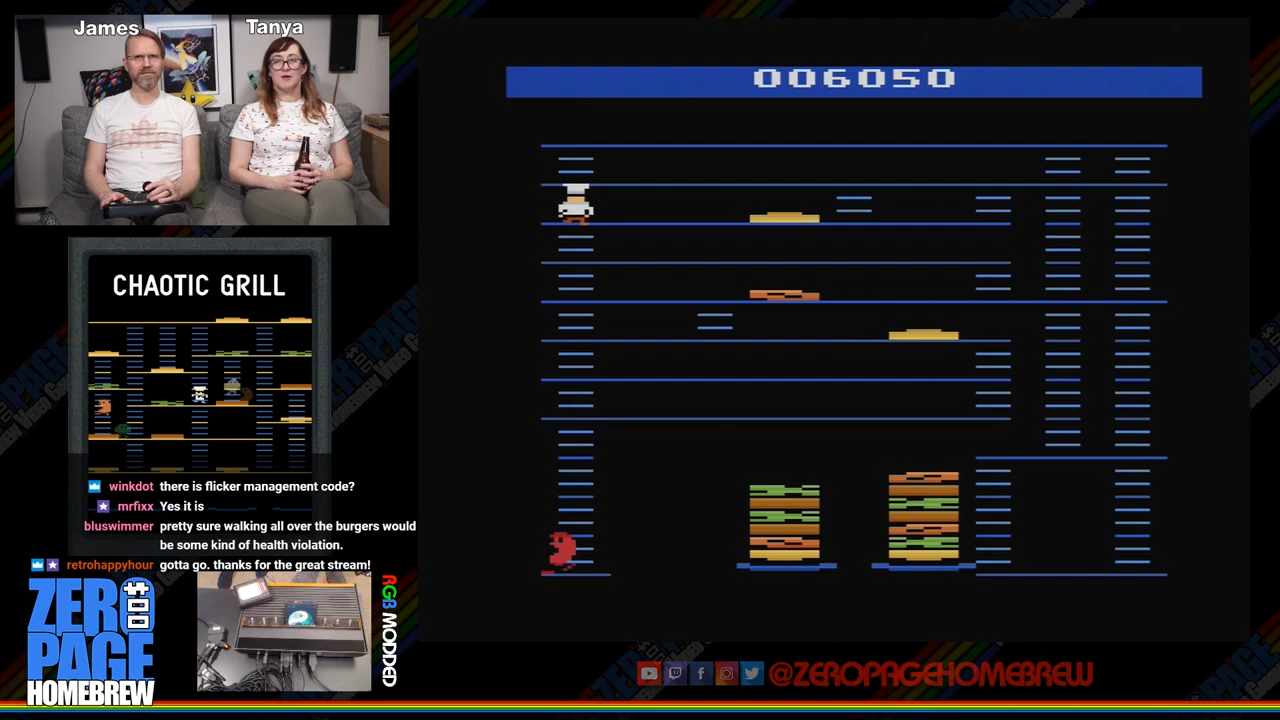 James
Tanya
006050
CHAOTIC GRILL
winkdot there is flicker management code?
mrfixx Yes it is
bluswimmer pretty sure walking all over the burgers would
be some kind of health violation.
retrohappyhour gotta go. thanks for the great stream!
ZERO
PAGE
HOMEBREW
RGB MODDED
@ZEROPAGEHOMEBREW